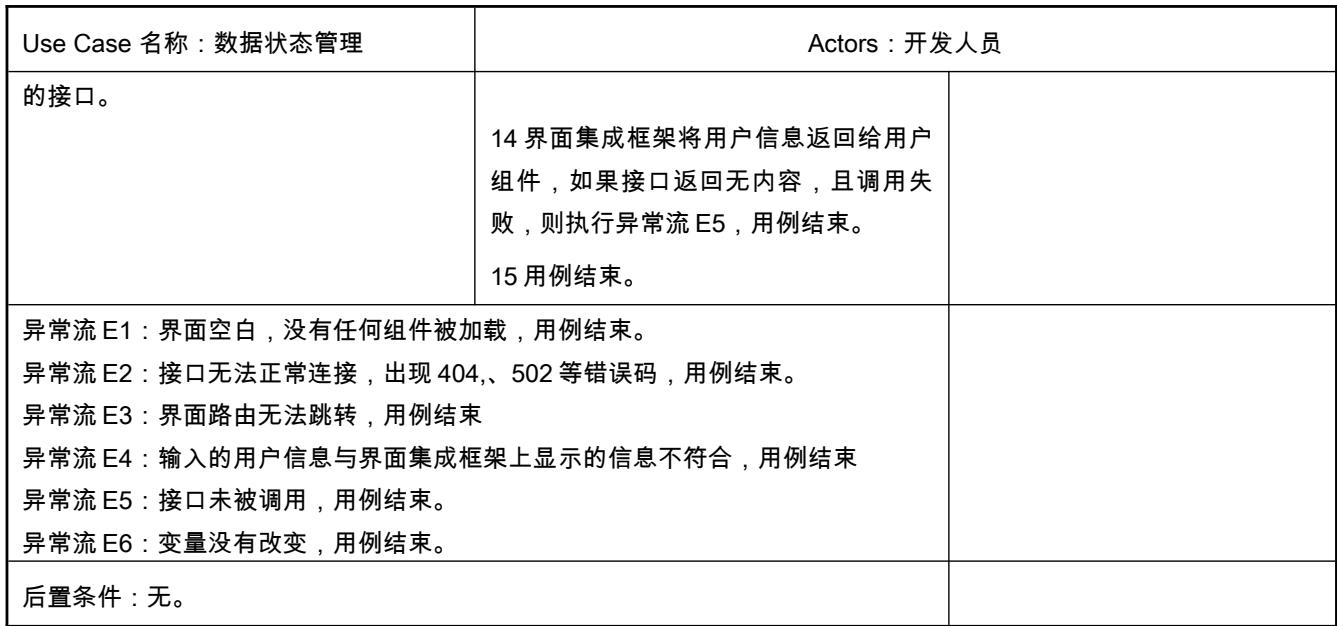 Use Case 名称：数据状态管理
Actors：开发人员
的接口。
14 界面集成框架将用户信息返回给用户
组件，如果接口返回无内容，且调用失
败，则执行异常流 E5，用例结束。
15 用例结束。
异常流 E1：界面空白，没有任何组件被加载，用例结束。
异常流 E2：接口无法正常连接，出现 404,、502 等错误码，用例结束。
异常流 E3：界面路由无法跳转，用例结束
异常流 E4：输入的用户信息与界面集成框架上显示的信息不符合，用例结束
异常流 E5：接口未被调用，用例结束。
异常流 E6：变量没有改变，用例结束。
后置条件：无。